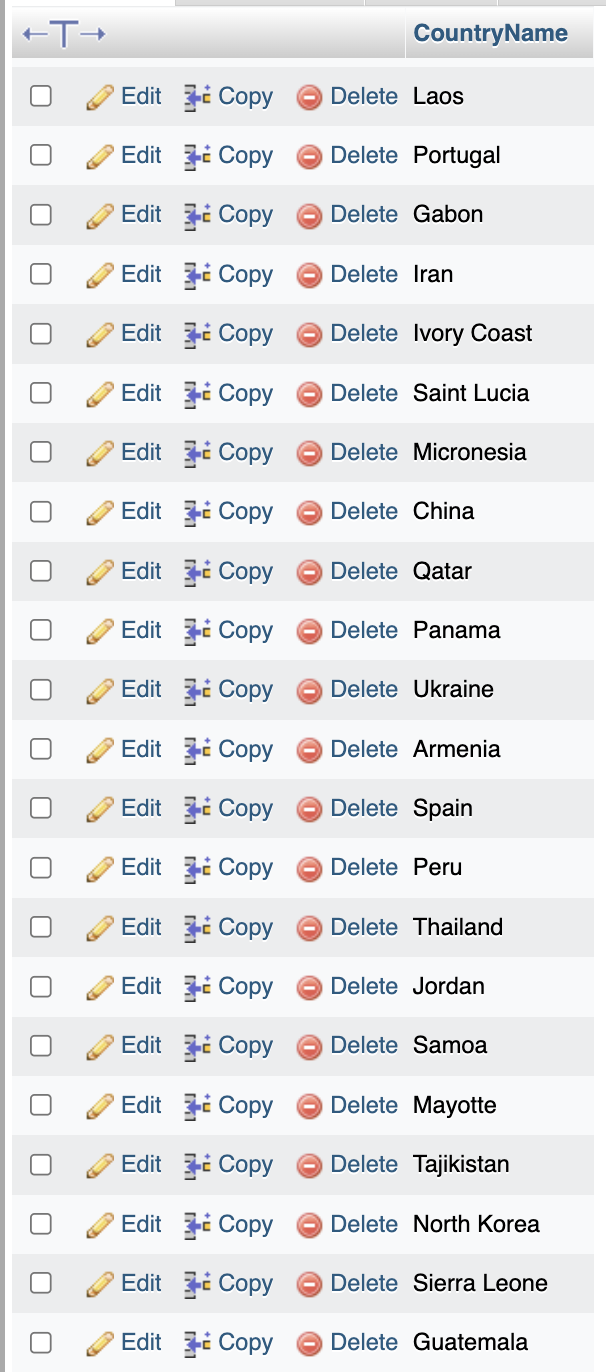 CountryName
Edit Copy Delete Laos
Edit Copy Delete Portugal
Edit Copy Delete Gabon
Edit Copy Delete Iran
Edit Copy Delete Ivory Coast
Edit Copy Delete Saint Lucia
Edit Copy Delete Micronesia
Edit Copy Delete China
Edit Copy Delete Qatar
Edit Copy Delete Panama
Edit Copy Delete Ukraine
Edit Copy Delete Armenia
Edit Copy Delete Spain
Edit Copy Delete Peru
Edit Copy Delete Thailand
Edit Copy Delete Jordan
Edit Copy Delete Samoa
Edit Copy Delete Mayotte
Edit Copy Delete Tajikistan
Edit Copy Delete North Korea
Edit Copy Delete Sierra Leone
Edit Copy Delete Guatemala